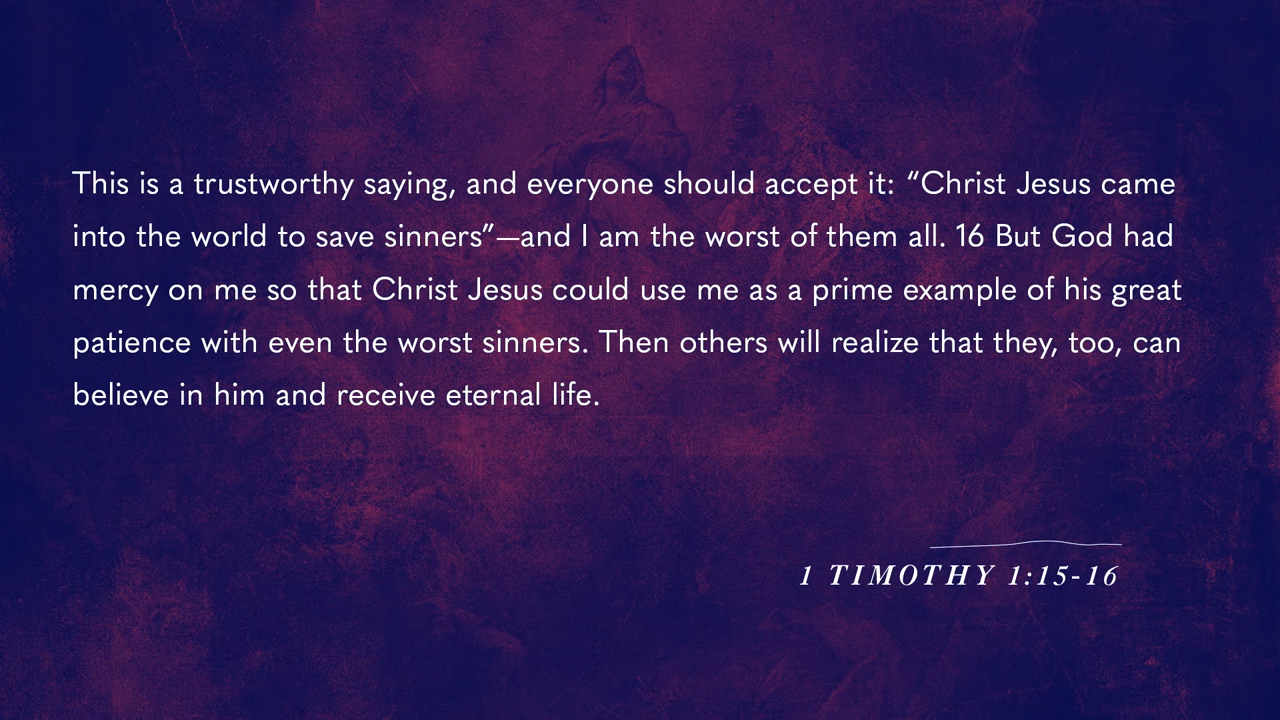 This is a trustworthy saying, and everyone should accept it: “Christ Jesus came
into the world to save sinners”—and I am the worst of them all. 16 But God had
mercy on me so that Christ Jesus could use me as a prime example of his great
patience with even the worst sinners. Then others will realize that they, too, can
believe in him and receive eternal life.
1 TIMOTHY 1:15-16